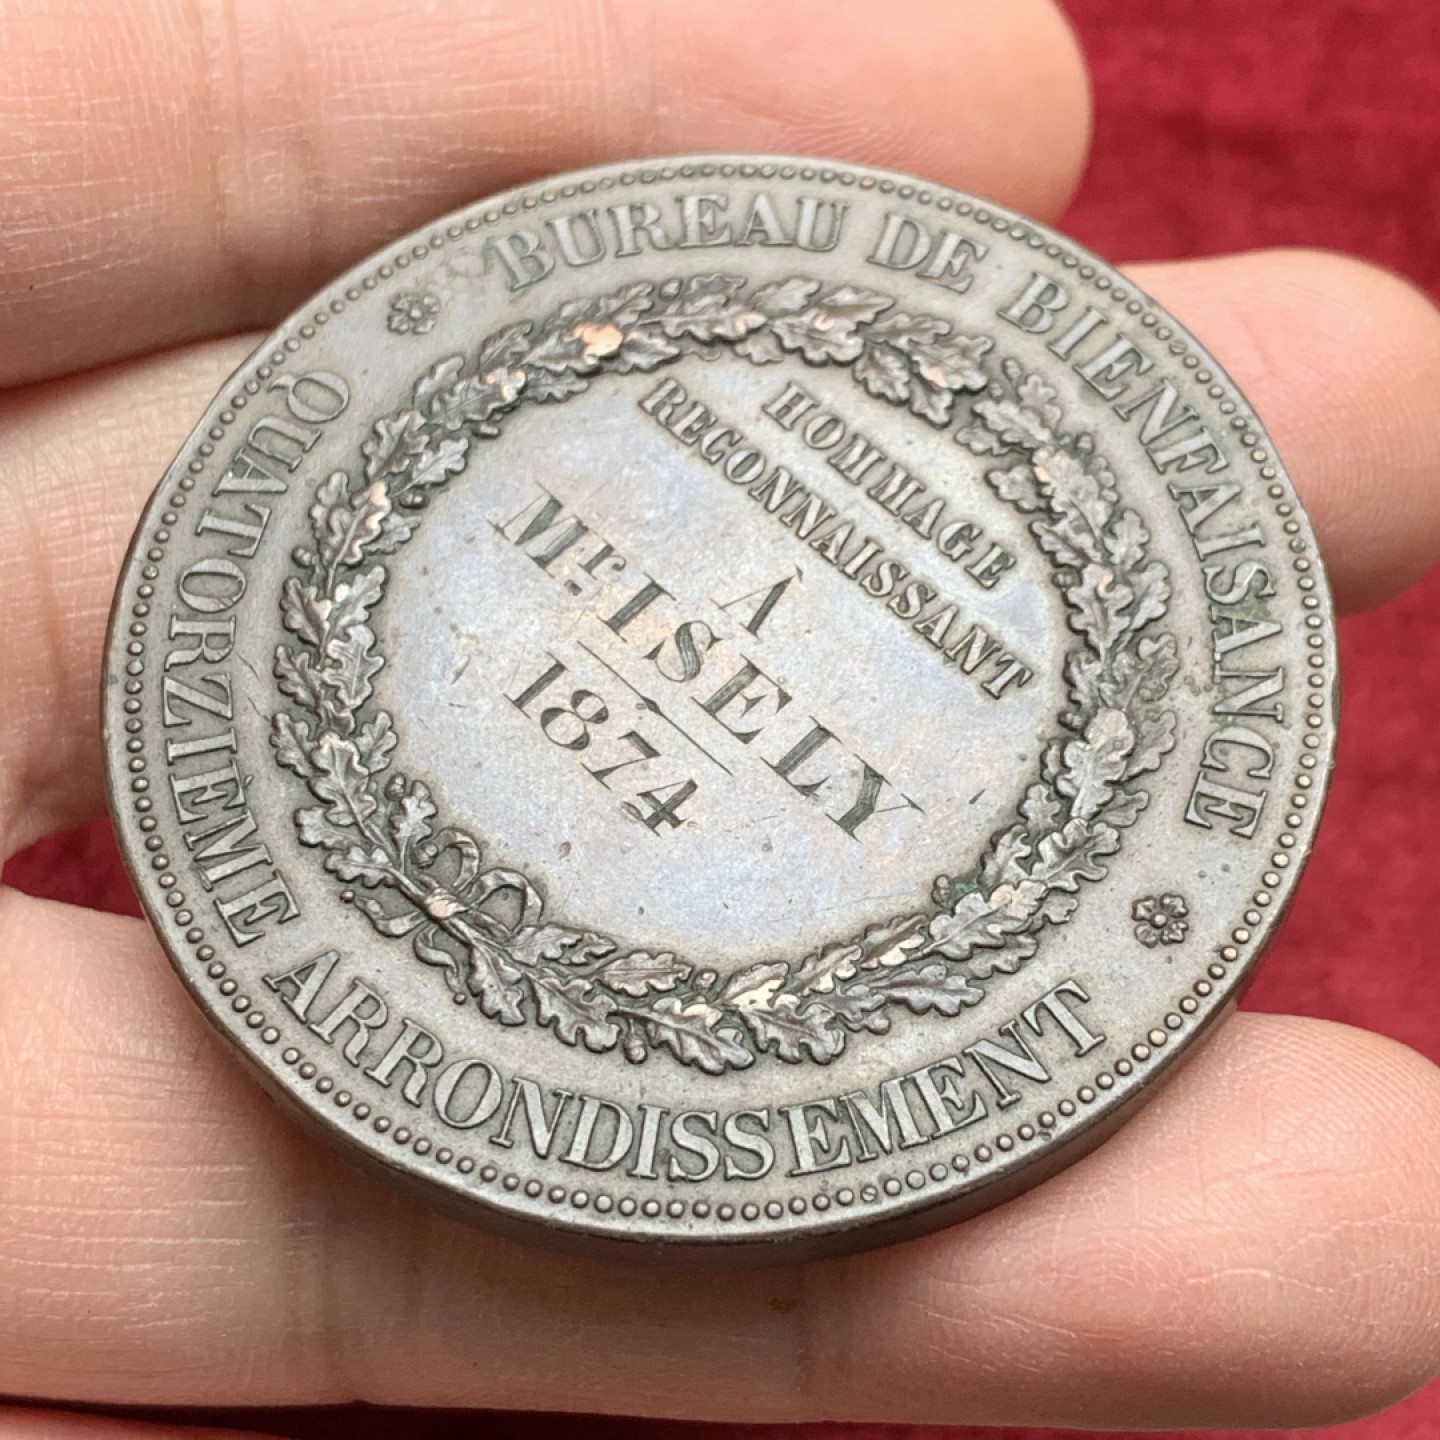 BUREAU DE BIENFAISANCE
QUATORZIÈME ARRONDISSEMENT
HOMMAGE
RECONNAISSANT
À
Mr. ISELY
1874